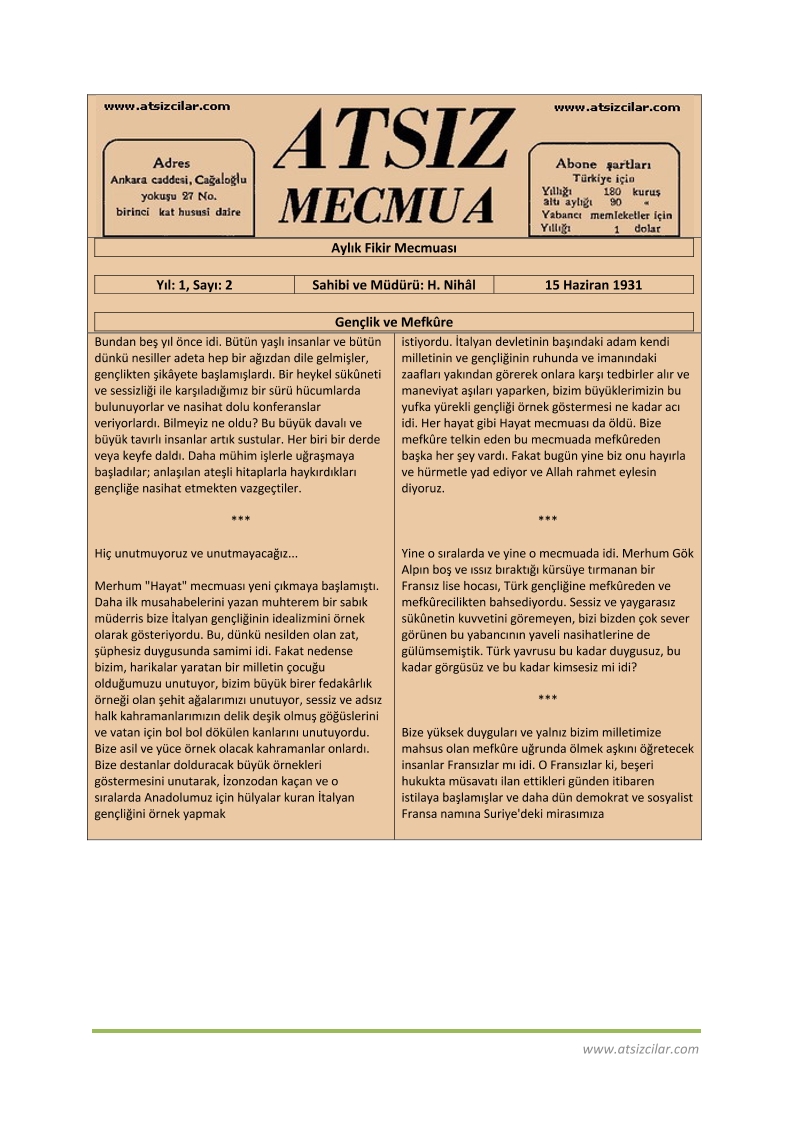 www.atsizcilar.com
www.atsizcilar.com
ATSIZ
MECMUA
Adres
Ankara caddesi, Cağaloğlu
yokuşu 27 No.
birinci kat hususi daire
Abone şartları
Türkiye için
Yıllığı 180 kuruş
altı aylığı 90 «
Yabancı memleketler için
Yıllığı 1 dolar
Aylık Fikir Mecmuası
Yıl: 1, Sayı: 2
Sahibi ve Müdürü: H. Nihâl
15 Haziran 1931
Gençlik ve Mefkûre
Bundan beş yıl önce idi. Bütün yaşlı insanlar ve bütün
dünkü nesiller adeta hep bir ağızdan dile gelmişler,
gençlikten şikâyete başlamışlardı. Bir heykel sükûneti
ve sessizliği ile karşıladığımız bir sürü hücumlarda
bulunuyorlar ve nasihat dolu konferanslar
veriyorlardı. Bilmeyiz ne oldu? Bu büyük davalı ve
büyük tavırlı insanlar artık sustular. Her biri bir derde
veya keyfe daldı. Daha mühim işlerle uğraşmaya
başladılar; anlaşılan ateşli hitaplarla haykırdıkları
gençliğe nasihat etmekten vazgeçtiler.
***
Hiç unutmuyoruz ve unutmayacağız...
Merhum "Hayat" mecmuası yeni çıkmaya başlamıştı.
Daha ilk musahabelerini yazan muhterem bir sabık
müderris bize İtalyan gençliğinin idealizmini örnek
olarak gösteriyordu. Bu, dünkü nesilden olan zat,
şüphesiz duygusunda samimi idi. Fakat nedense
bizim, harikalar yaratan bir milletin çocuğu
olduğumuzu unutuyor, bizim büyük birer fedakârlık
örneği olan şehit ağalarımızı unutuyor, sessiz ve adsız
halk kahramanlarımızın delik deşik olmuş göğüslerini
ve vatan için bol bol dökülen kanlarını unutuyordu.
Bize asil ve yüce örnek olacak kahramanlar onlardı.
Bize destanlar dolduracak büyük örnekleri
göstermesini unutarak, İzonzodan kaçan ve o
sıralarda Anadolumuz için hülyalar kuran İtalyan
gençliğini örnek yapmak
istiyordu. İtalyan devletinin başındaki adam kendi
milletinin ve gençliğinin ruhunda ve imanındaki
zaafları yakından görerek onlara karşı tedbirler alır ve
maneviyat aşıları yaparken, bizim büyüklerimizin bu
yufka yürekli gençliği örnek göstermesi ne kadar acı
idi. Her hayat gibi Hayat mecmuası da öldü. Bize
mefkûre telkin eden bu mecmuada mefkûreden
başka her şey vardı. Fakat bugün yine biz onu hayırla
ve hürmetle yad ediyor ve Allah rahmet eylesin
diyoruz.
***
Yine o sıralarda ve yine o mecmuada idi. Merhum Gök
Alpın boş ve ıssız bıraktığı kürsüye tırmanan bir
Fransız lise hocası, Türk gençliğine mefkûreden ve
mefkûrecilikten bahsediyordu. Sessiz ve yaygarasız
sükûnetin kuvvetini göremeyen, bizi bizden çok sever
görünen bu yabancının yaveli nasihatlerine de
gülümsemiştik. Türk yavrusu bu kadar duygusuz, bu
kadar görgüsüz ve bu kadar kimsesiz mi idi?
***
Bize yüksek duyguları ve yalnız bizim milletimize
mahsus olan mefkûre uğrunda ölmek aşkını öğretecek
insanlar Fransızlar mı idi. O Fransızlar ki, beşeri
hukukta müsavatı ilan ettikleri günden itibaren
istilaya başlamışlar ve daha dün demokrat ve sosyalist
Fransa namına Suriye'deki mirasımıza
www.atsizcilar.com